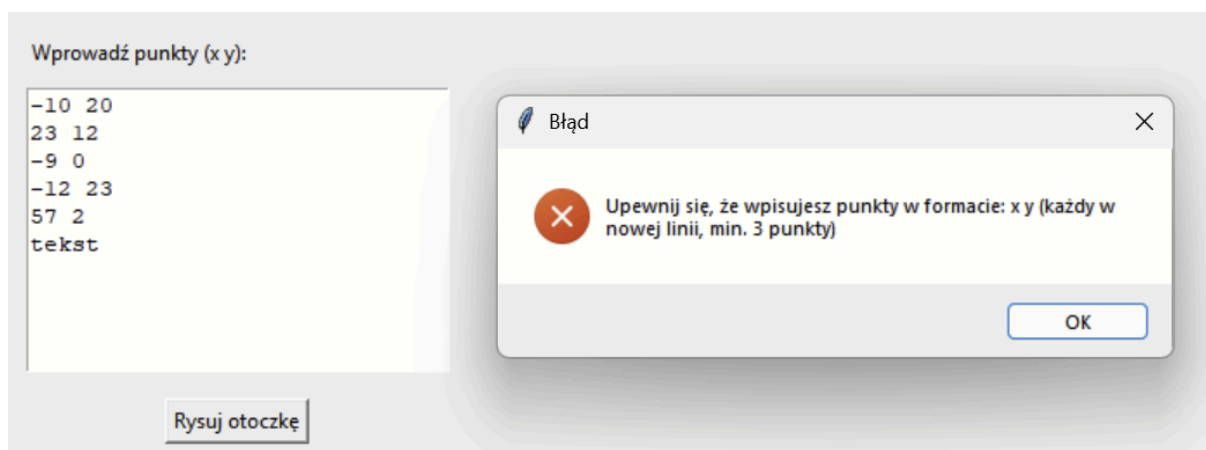 Wprowadź punkty (x y):
-10 20
23 12
-9 0
-12 23
57 2
tekst
Rysuj otoczkę
Błąd
Upewnij się, że wpisujesz punkty w formacie: x y (każdy w
nowej linii, min. 3 punkty)
OK